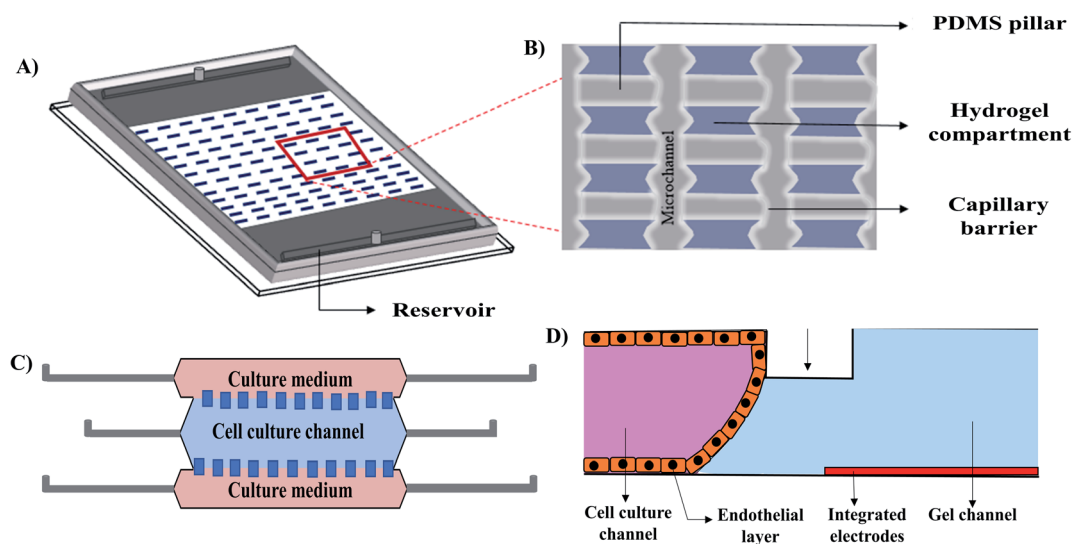 A)
B)
PDMS pillar
Hydrogel
compartment
Capillary
barrier
Microchannel
Reservoir
C)
Culture medium
Cell culture channel
Culture medium
D)
Cell culture
channel
Endothelial
layer
Integrated
electrodes
Gel channel